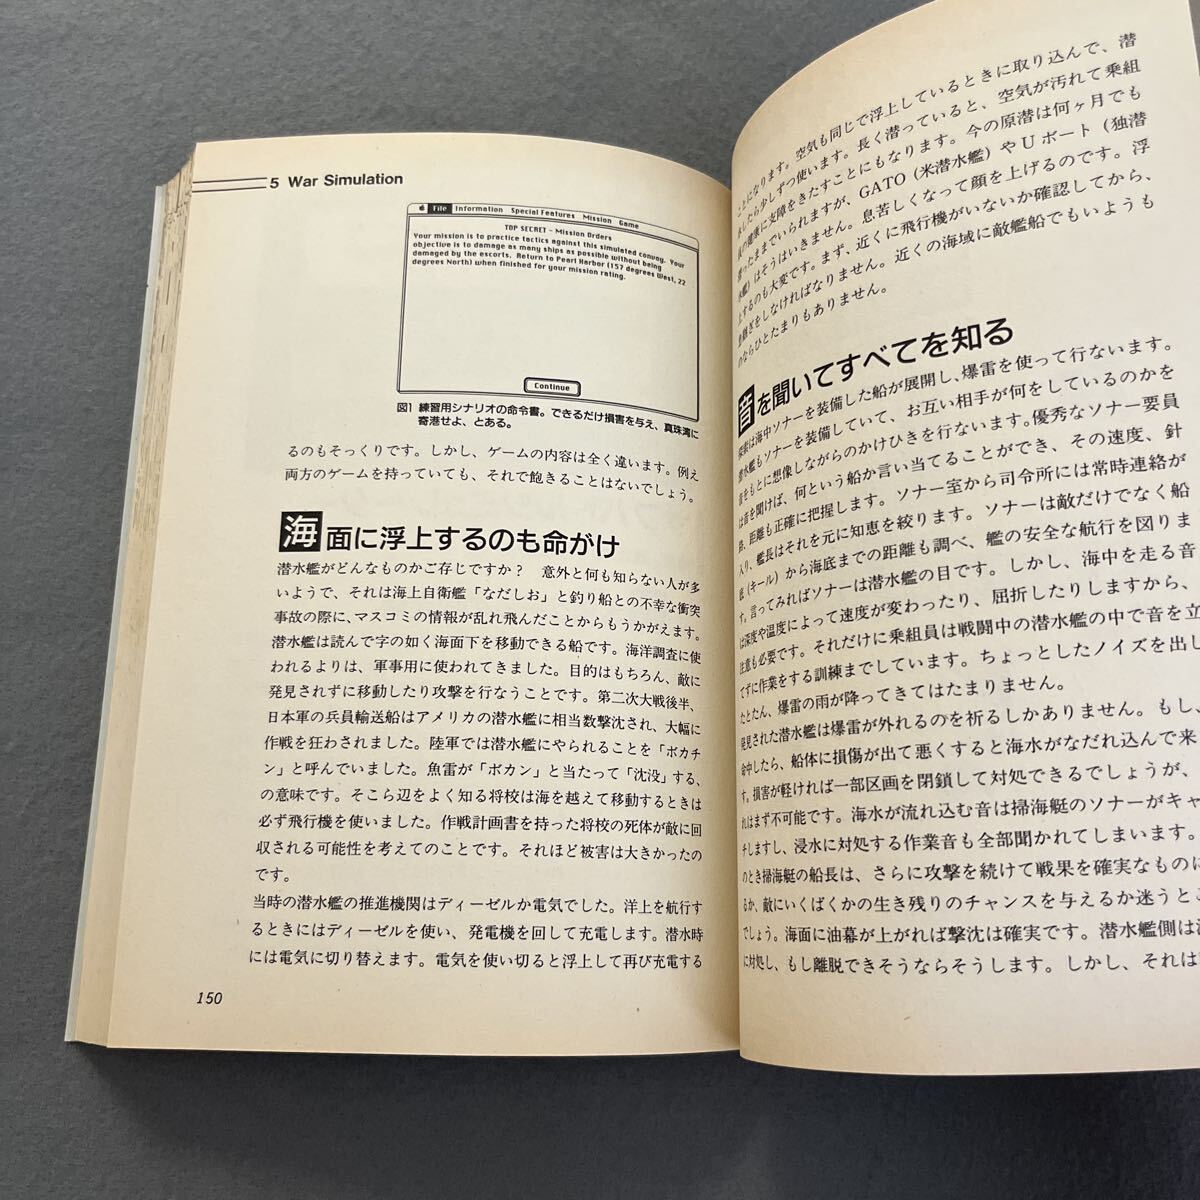 5 War Simulation
File Information Special Features Mission Game
TOP SECRET - Mission Orders
Your mission is to practice tactics against this simulated convoy. Your
objective is to damage as many ships as possible without being
damaged by the escorts. Return to Pearl Harbor (157 degrees West, 22
degrees North) when finished for your mission rating.
Continue
図1 練習用シナリオの命令書。できるだけ損害を与え、真珠湾に
寄港せよ、とある。
るのもそっくりです。しかし、ゲームの内容は全く違います。例え
両方のゲームを持っていても、それで飽きることはないでしょう。
海面に浮上するのも命がけ
潜水艦がどんなものかご存じですか？　意外と何も知らない人が多
いようで、それは海上自衛艦「なだしお」と釣り船との不幸な衝突
事故の際に、マスコミの情報が乱れ飛んだことからもうかがえます。
潜水艦は読んで字の如く海面下を移動できる船です。海洋調査に使
われるよりは、軍事用に使われてきました。目的はもちろん、敵に
発見されずに移動したり攻撃を行なうことです。第二次大戦後半、
日本軍の兵員輸送船はアメリカの潜水艦に相当数撃沈され、大幅に
作戦を狂わされました。陸軍では潜水艦にやられることを「ボカチ
ン」と呼んでいました。魚雷が「ボカン」と当たって「沈没」する、
の意味です。そこら辺をよく知る将校は海を越えて移動するときは
必ず飛行機を使いました。作戦計画書を持った将校の死体が敵に回
収される可能性を考えてのことです。それほど被害は大きかったの
です。
当時の潜水艦の推進機関はディーゼルか電気でした。洋上を航行す
るときにはディーゼルを使い、発電機を回して充電します。潜水時
には電気に切り替えます。電気を使い切ると浮上して再び充電する
150
ことになります。空気も同じで浮上しているときに取り込んで、潜
水したら少しずつ使います。長く潜っていると、空気が汚れて乗組
員の健康に支障をきたすことにもなります。今の原潜は何ヶ月でも
潜ったままでいられますが、GATO（米潜水艦）やUボート（独潜
水艦）はそうはいきません。息苦しくなって顔を上げるのです。浮
上するのも大変です。まず、近くに飛行機がいないか確認してから、
息継ぎをしなければなりません。近くの海域に敵艦船でもいようも
のならひとたまりもありません。
音を聞いてすべてを知る
探索は海中ソナーを装備した船が展開し、爆雷を使って行ないます。
潜水艦もソナーを装備していて、お互い相手が何をしているのかを
音をもとに想像しながらのかけひきを行ないます。優秀なソナー要員
は音を聞けば、何という船か言い当てることができ、その速度、針
路、距離も正確に把握します。ソナー室から司令所には常時連絡が
入り、艦長はそれを元に知恵を絞ります。ソナーは敵だけでなく船
底（キール）から海底までの距離も調べ、艦の安全な航行を図りま
す。言ってみればソナーは潜水艦の目です。しかし、海中を走る音
は深度や温度によって速度が変わったり、屈折したりしますから、
注意も必要です。それだけに乗組員は戦闘中の潜水艦の中で音を立
てずに作業をする訓練までしています。ちょっとしたノイズを出し
たとたん、爆雷の雨が降ってきてはたまりません。
発見された潜水艦は爆雷が外れるのを祈るしかありません。もし、
命中したら、船体に損傷が出て悪くすると海水がなだれ込んで来
す。損害が軽ければ一部区画を閉鎖して対処できるでしょうが、
ればまず不可能です。海水が流れ込む音は掃海艇のソナーがキャ
チしますし、浸水に対処する作業音も全部聞かれてしまいます。
のとき掃海艇の船長は、さらに攻撃を続けて戦果を確実なものに
るか、敵にいくばくかの生き残りのチャンスを与えるか迷うとこ
でしょう。海面に油幕が上がれば撃沈は確実です。潜水艦側は
に対処し、もし離脱できそうならそうします。しかし、それは